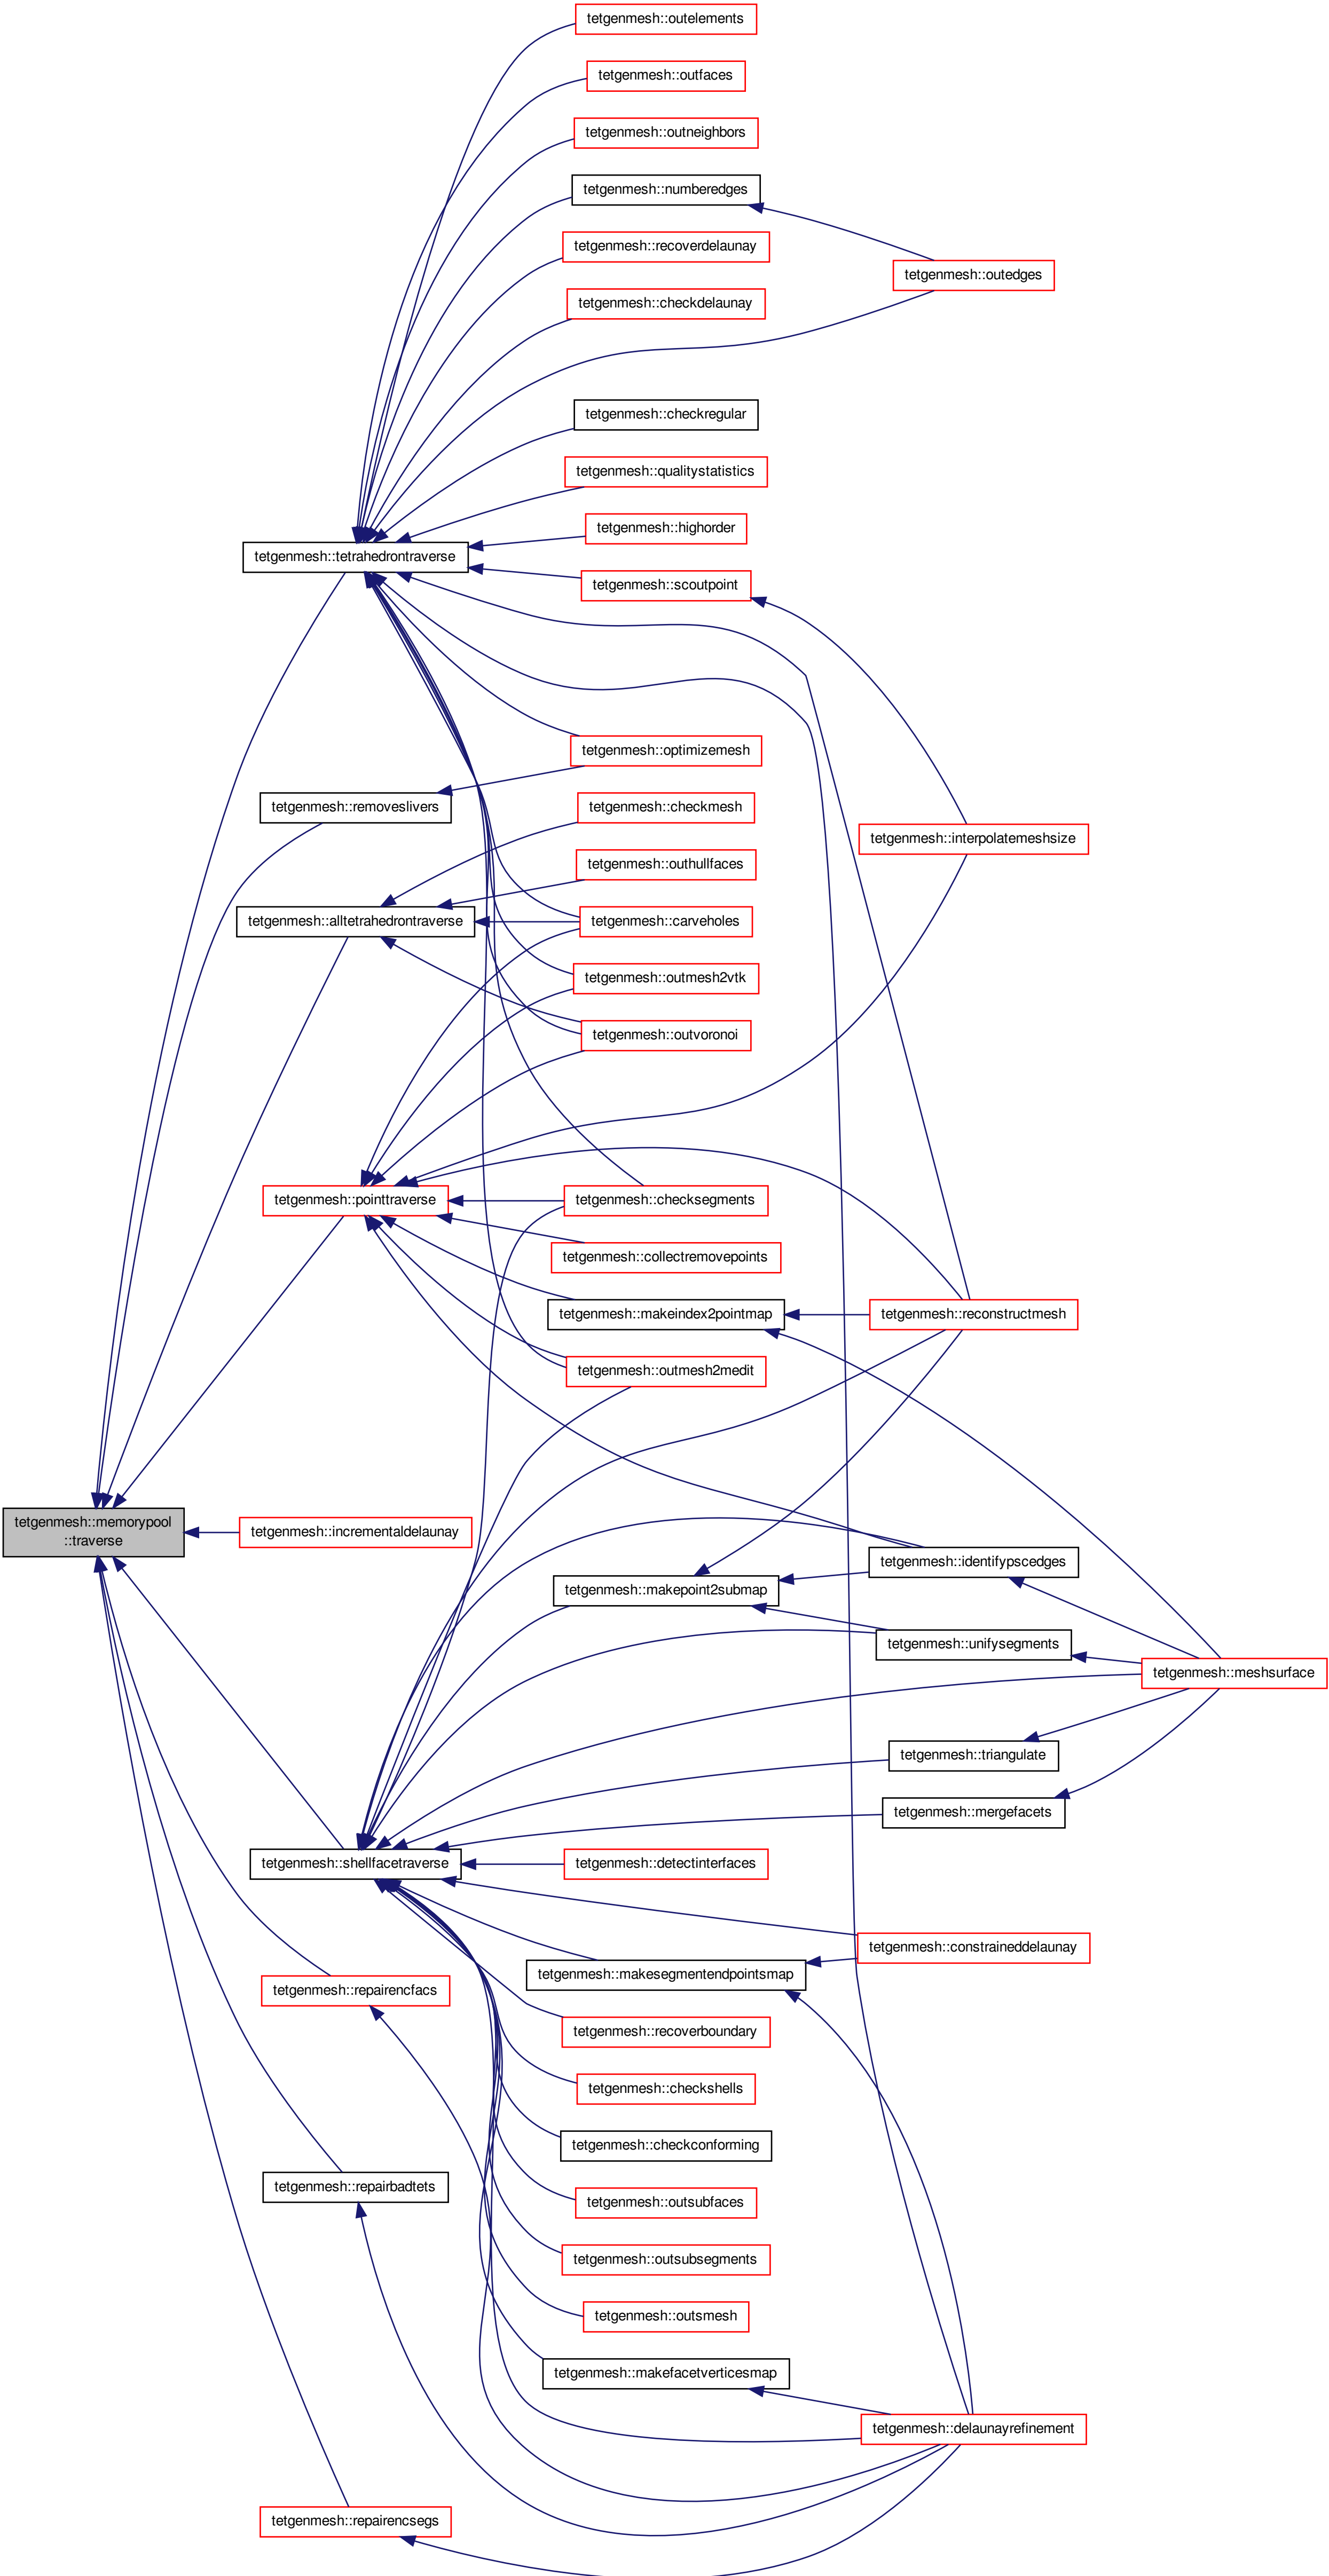 tetgenmesh::outelements
tetgenmesh::outfaces
tetgenmesh::outneighbors
tetgenmesh::numberedges
tetgenmesh::recoverdelaunay
tetgenmesh::outedges
tetgenmesh::checkdelaunay
tetgenmesh::checkregular
tetgenmesh::qualitystatistics
tetgenmesh::highorder
tetgenmesh::tetrahedrontraverse
tetgenmesh::scoutpoint
tetgenmesh::optimizemesh
tetgenmesh::removeslivers
tetgenmesh::checkmesh
tetgenmesh::interpolatemeshsize
tetgenmesh::outhullfaces
tetgenmesh::alltetrahedrontraverse
tetgenmesh::carveholes
tetgenmesh::outmesh2vtk
tetgenmesh::outvoronoi
tetgenmesh::pointtraverse
tetgenmesh::checksegments
tetgenmesh::collectremovepoints
tetgenmesh::makeindex2pointmap
tetgenmesh::reconstructmesh
tetgenmesh::outmesh2medit
tetgenmesh::memorypool
::traverse
tetgenmesh::incrementaldelaunay
tetgenmesh::identifypscedges
tetgenmesh::makepoint2submap
tetgenmesh::unifysegments
tetgenmesh::meshsurface
tetgenmesh::triangulate
tetgenmesh::mergefacets
tetgenmesh::shellfacetraverse
tetgenmesh::detectinterfaces
tetgenmesh::constraineddelaunay
tetgenmesh::makesegmentendpointsmap
tetgenmesh::repairencfacs
tetgenmesh::recoverboundary
tetgenmesh::checkshells
tetgenmesh::checkconforming
tetgenmesh::repairbadtets
tetgenmesh::outsubfaces
tetgenmesh::outsubsegments
tetgenmesh::outsmesh
tetgenmesh::makefacetverticesmap
tetgenmesh::delaunayrefinement
tetgenmesh::repairencsegs